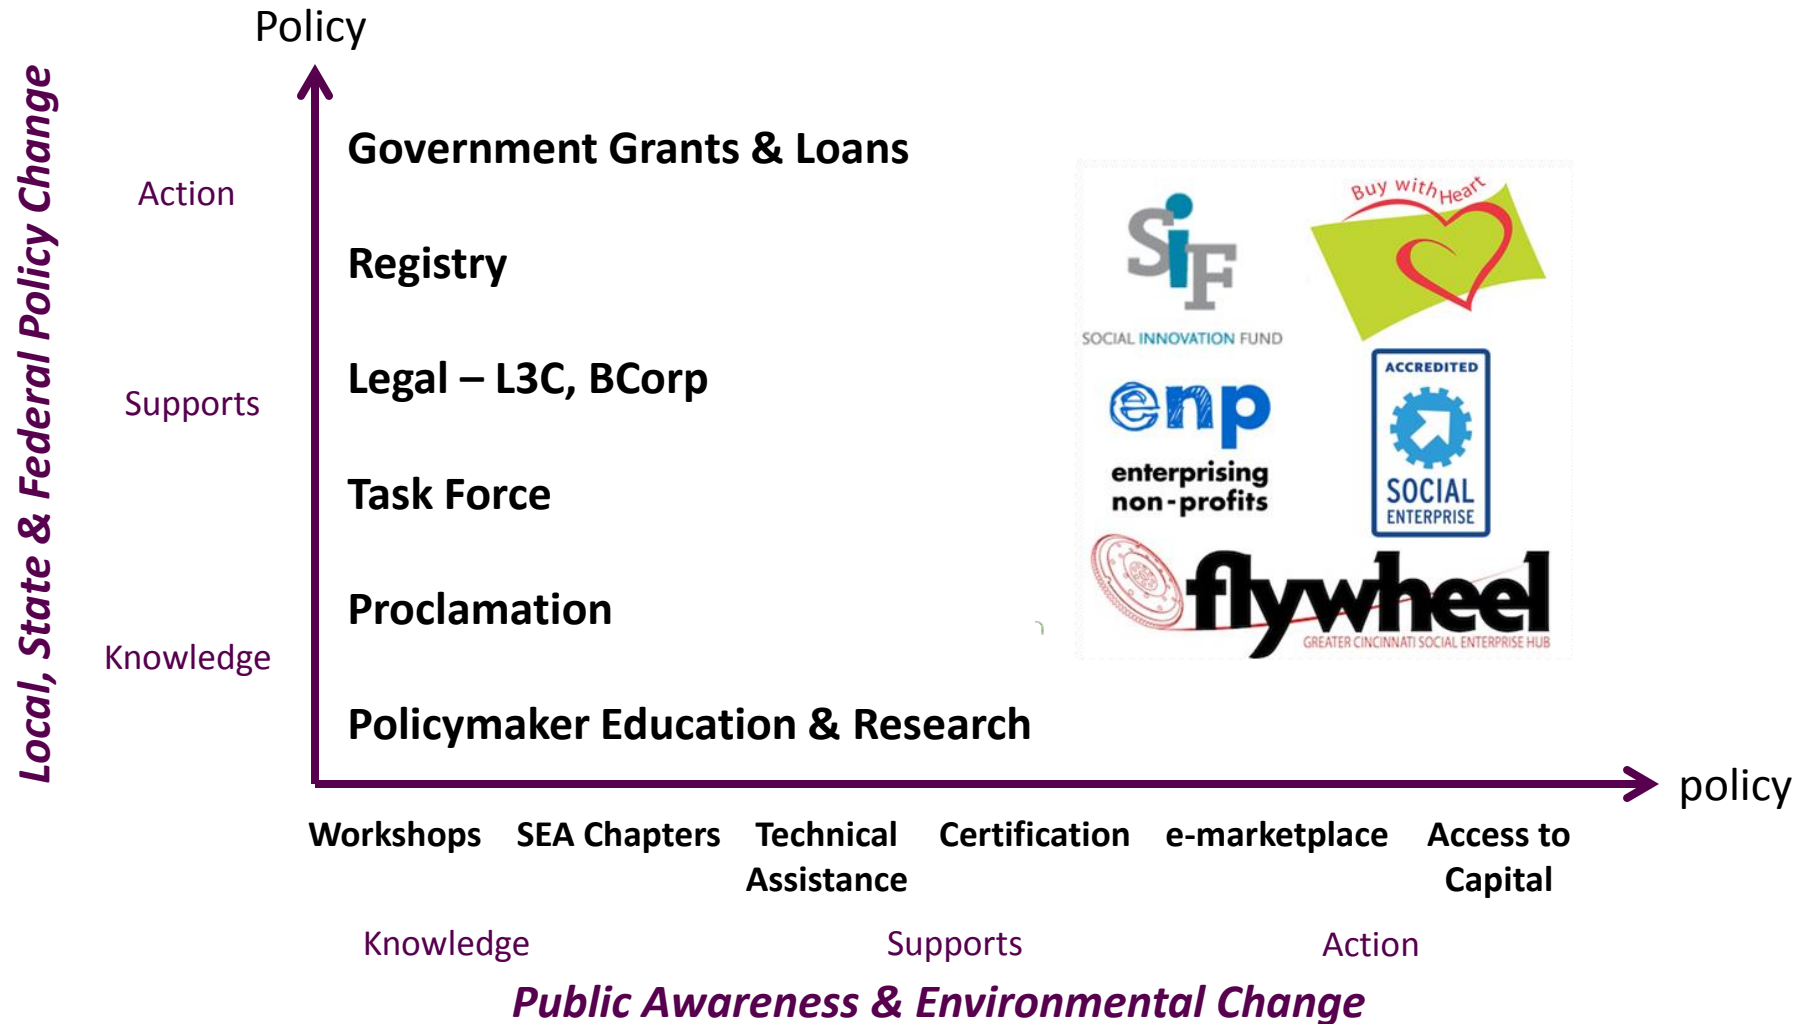 Policy
Local, State & Federal Policy Change
Action
Supports
Knowledge
Government Grants & Loans
Registry
Legal – L3C, BCorp
Task Force
Proclamation
Policymaker Education & Research
SiF
SOCIAL INNOVATION FUND
Buy with Heart
enp
enterprising
non-profits
ACCREDITED
SOCIAL
ENTERPRISE
flywheel
GREATER CINCINNATI SOCIAL ENTERPRISE HUB
policy
Workshops
SEA Chapters
Technical
Assistance
Certification
e-marketplace
Access to
Capital
Knowledge
Supports
Action
Public Awareness & Environmental Change